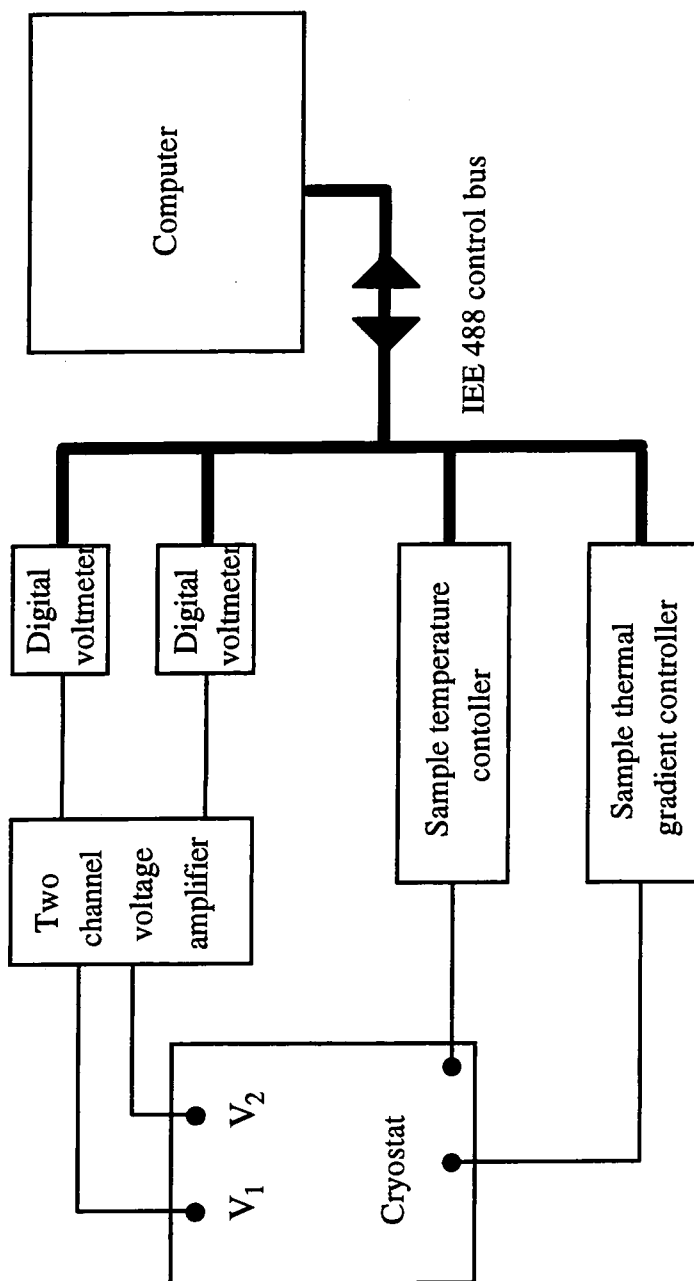 Computer
IEE 488 control bus
Digital
voltmeter
Digital
voltmeter
Sample temperature
contoller
Sample thermal
gradient controller
Two
channel
voltage
amplifier
V₁
V₂
Cryostat